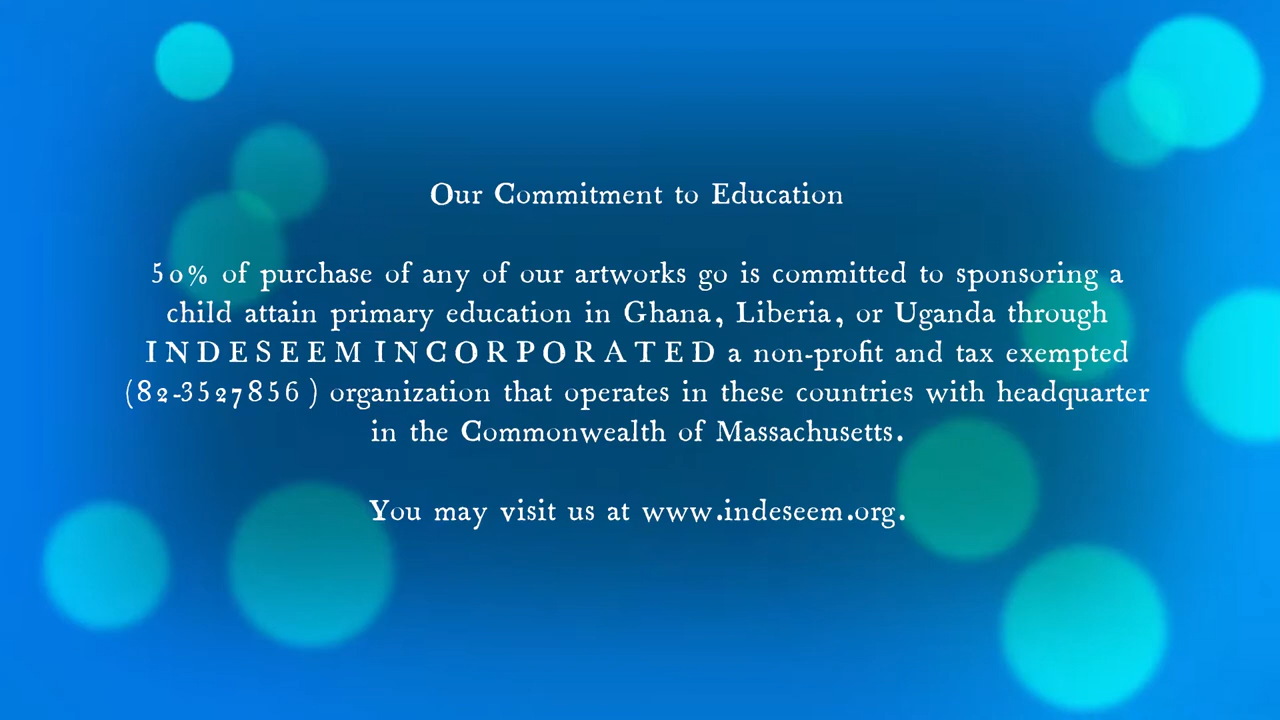 Our Commitment to Education
50% of purchase of any of our artworks go is committed to sponsoring a
child attain primary education in Ghana, Liberia, or Uganda through
INDESEEM INCORPORATED a non-profit and tax exempted
(82-3527856 ) organization that operates in these countries with headquarter
in the Commonwealth of Massachusetts.
You may visit us at www.indeseem.org.